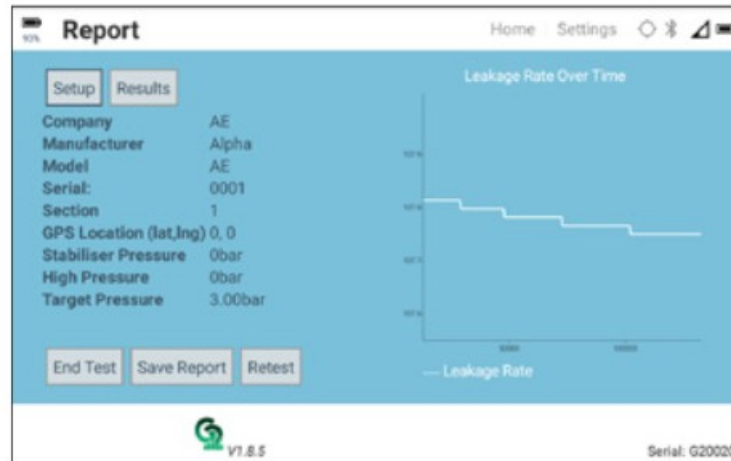 Report
Home Settings
Setup Results
Leakage Rate Over Time
Company AE
Manufacturer Alpha
Model AE
Serial: 0001
Section 1
GPS Location (lat,lng) 0, 0
Stabiliser Pressure 0bar
High Pressure 0bar
Target Pressure 3.00bar
End Test Save Report Retest
Leakage Rate
V1.8.5
Serial: G20020